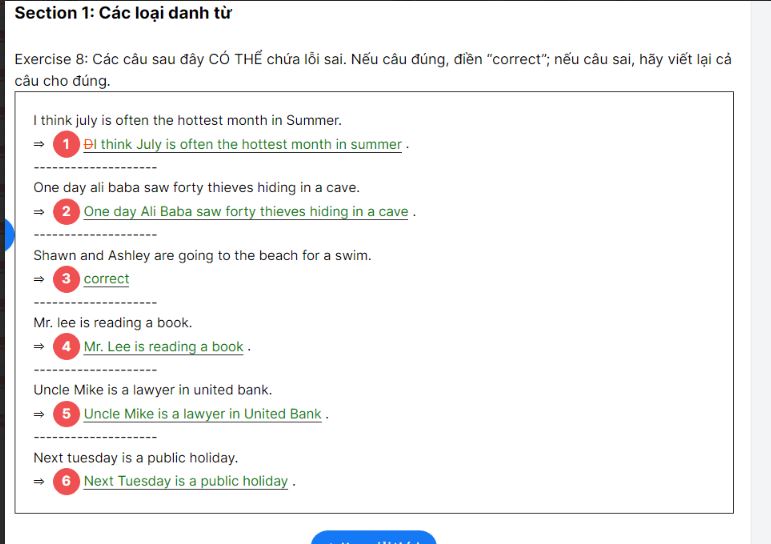 Section 1: Các loại danh từ
Exercise 8: Các câu sau đây CÓ THỂ chứa lỗi sai. Nếu câu đúng, điền “correct”; nếu câu sai, hãy viết lại cả
câu cho đúng.
I think july is often the hottest month in Summer.
⇒ 1 ĐI think July is often the hottest month in summer .
--------------------
One day ali baba saw forty thieves hiding in a cave.
⇒ 2 One day Ali Baba saw forty thieves hiding in a cave .
--------------------
Shawn and Ashley are going to the beach for a swim.
⇒ 3 correct
--------------------
Mr. lee is reading a book.
⇒ 4 Mr. Lee is reading a book .
--------------------
Uncle Mike is a lawyer in united bank.
⇒ 5 Uncle Mike is a lawyer in United Bank .
--------------------
Next tuesday is a public holiday.
⇒ 6 Next Tuesday is a public holiday .